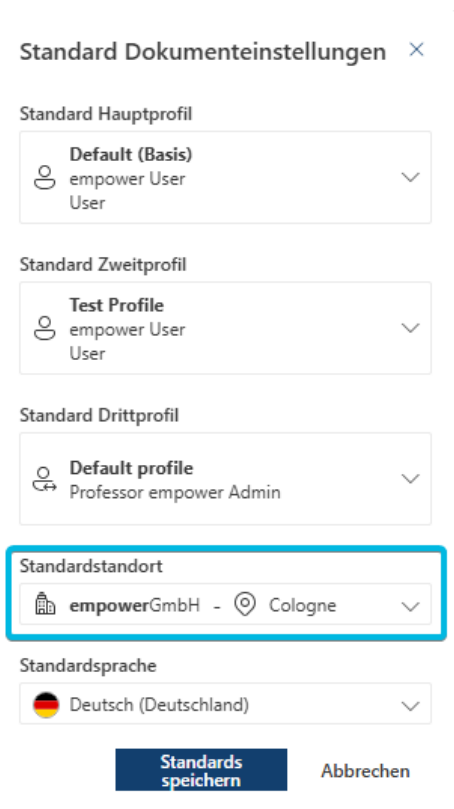 Standard Dokumenteinstellungen
Standard Hauptprofil
Default (Basis)
empower User
User
Standard Zweitprofil
Test Profile
empower User
User
Standard Drittprofil
Default profile
Professor empower Admin
Standardstandort
empowerGmbH - Cologne
Standardsprache
Deutsch (Deutschland)
Standards
speichern
Abbrechen